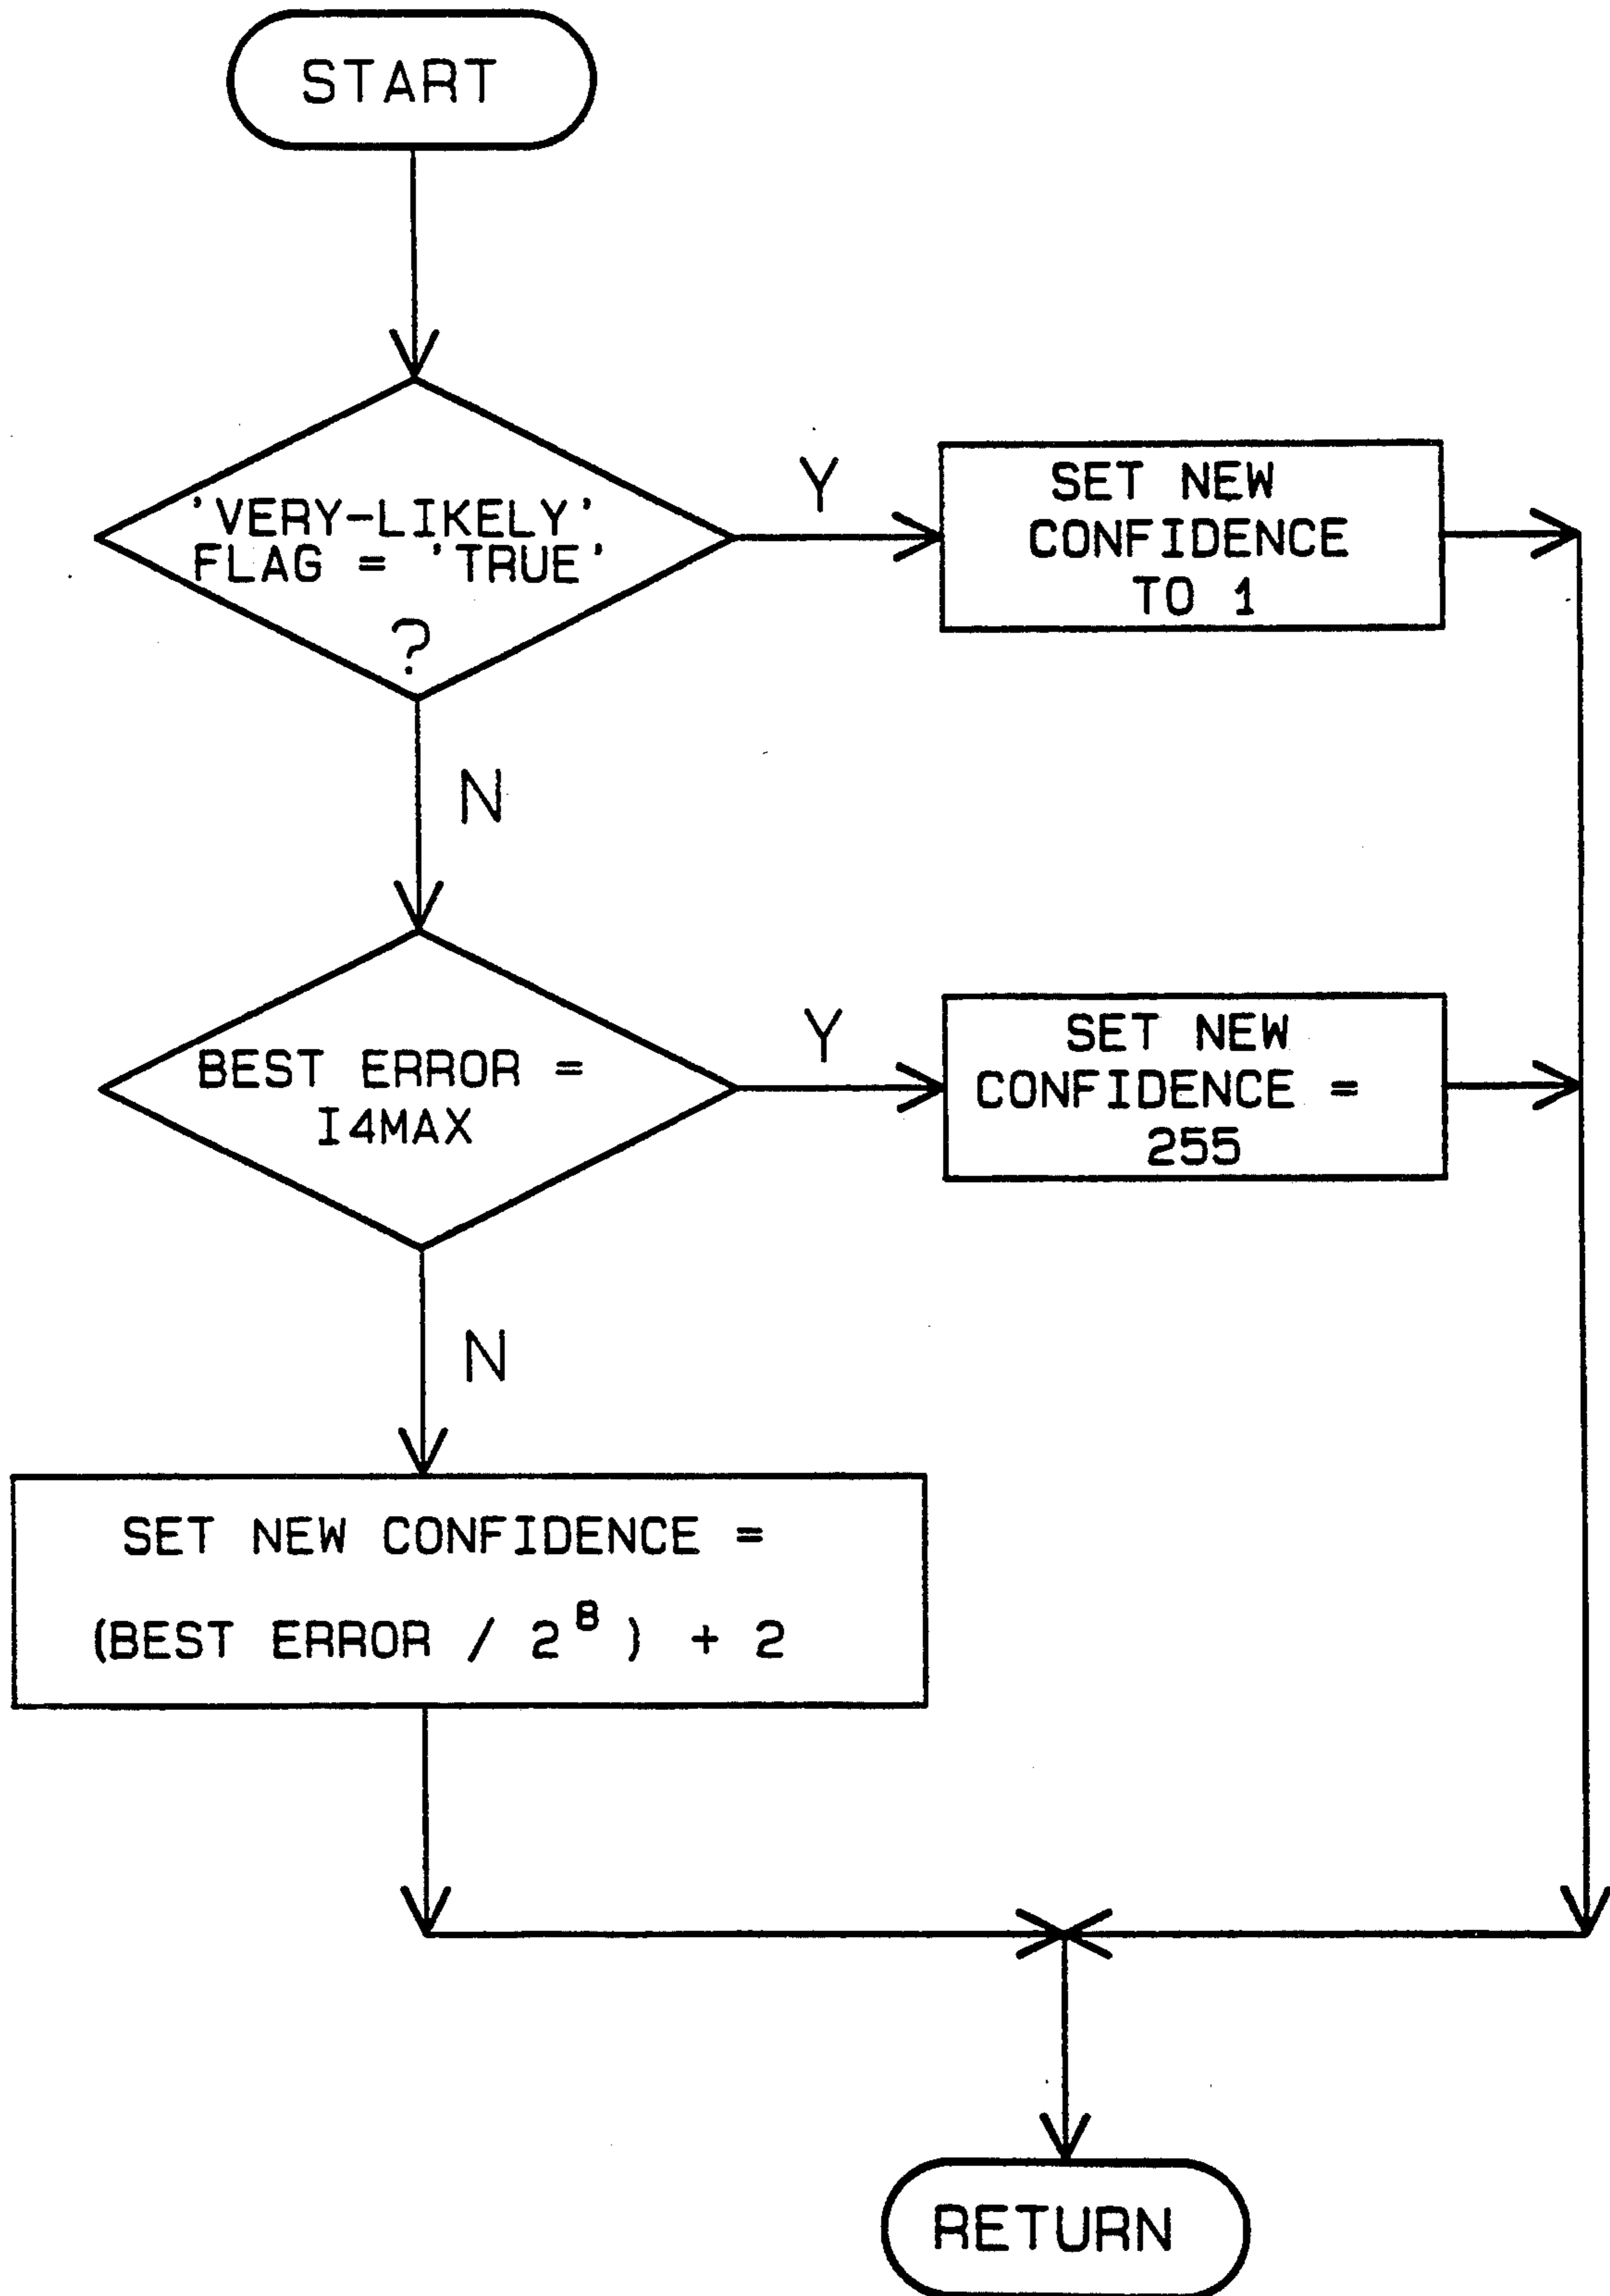 START
'VERY-LIKELY'
FLAG = 'TRUE'
?
Y
SET NEW
CONFIDENCE
TO 1
N
BEST ERROR =
I4MAX
Y
SET NEW
CONFIDENCE =
255
N
SET NEW CONFIDENCE =
(BEST ERROR / 2⁸ ) + 2
RETURN